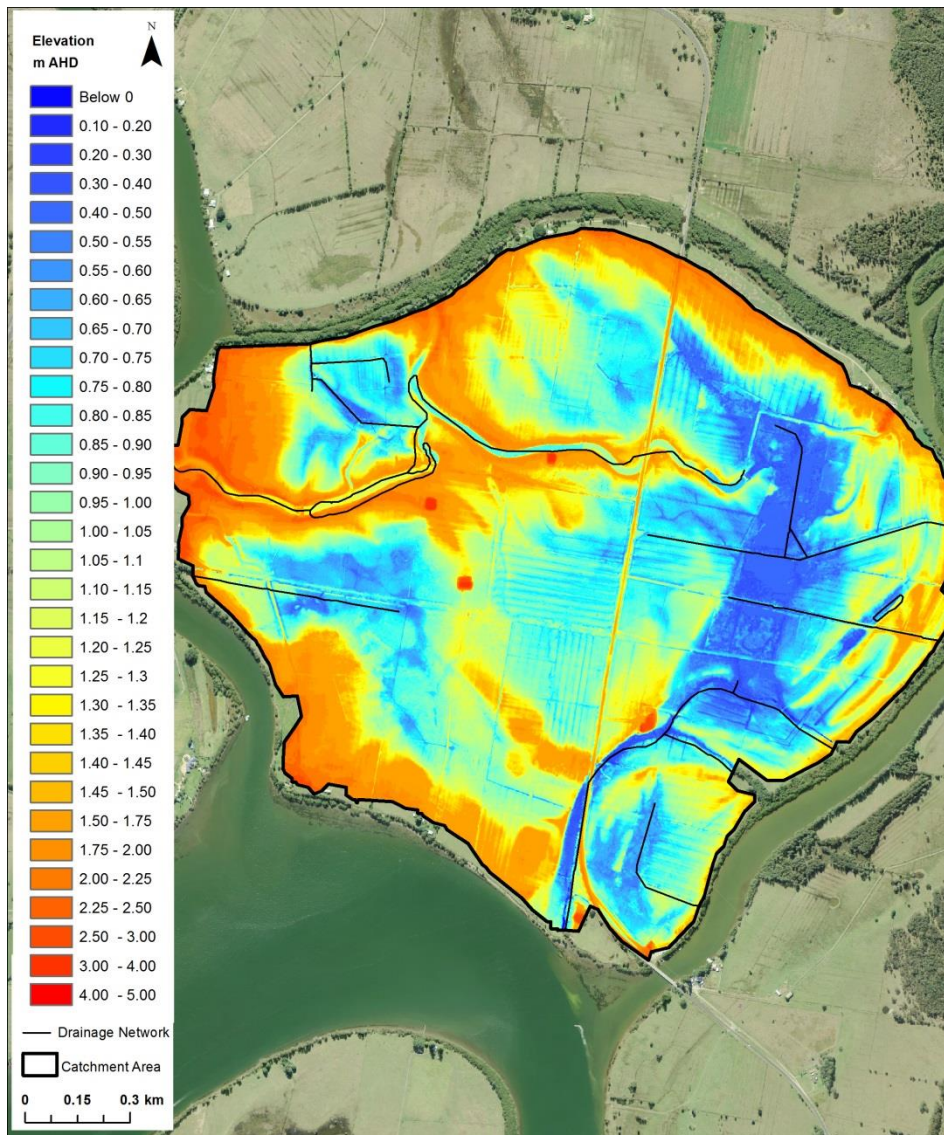 N
Elevation
m AHD
Below 0
0.10 - 0.20
0.20 - 0.30
0.30 - 0.40
0.40 - 0.50
0.50 - 0.55
0.55 - 0.60
0.60 - 0.65
0.65 - 0.70
0.70 - 0.75
0.75 - 0.80
0.80 - 0.85
0.85 - 0.90
0.90 - 0.95
0.95 - 1.00
1.00 - 1.05
1.05 - 1.1
1.10 - 1.15
1.15 - 1.2
1.20 - 1.25
1.25 - 1.3
1.30 - 1.35
1.35 - 1.40
1.40 - 1.45
1.45 - 1.50
1.50 - 1.75
1.75 - 2.00
2.00 - 2.25
2.25 - 2.50
2.50 - 3.00
3.00 - 4.00
4.00 - 5.00
Drainage Network
Catchment Area
0 0.15 0.3 km